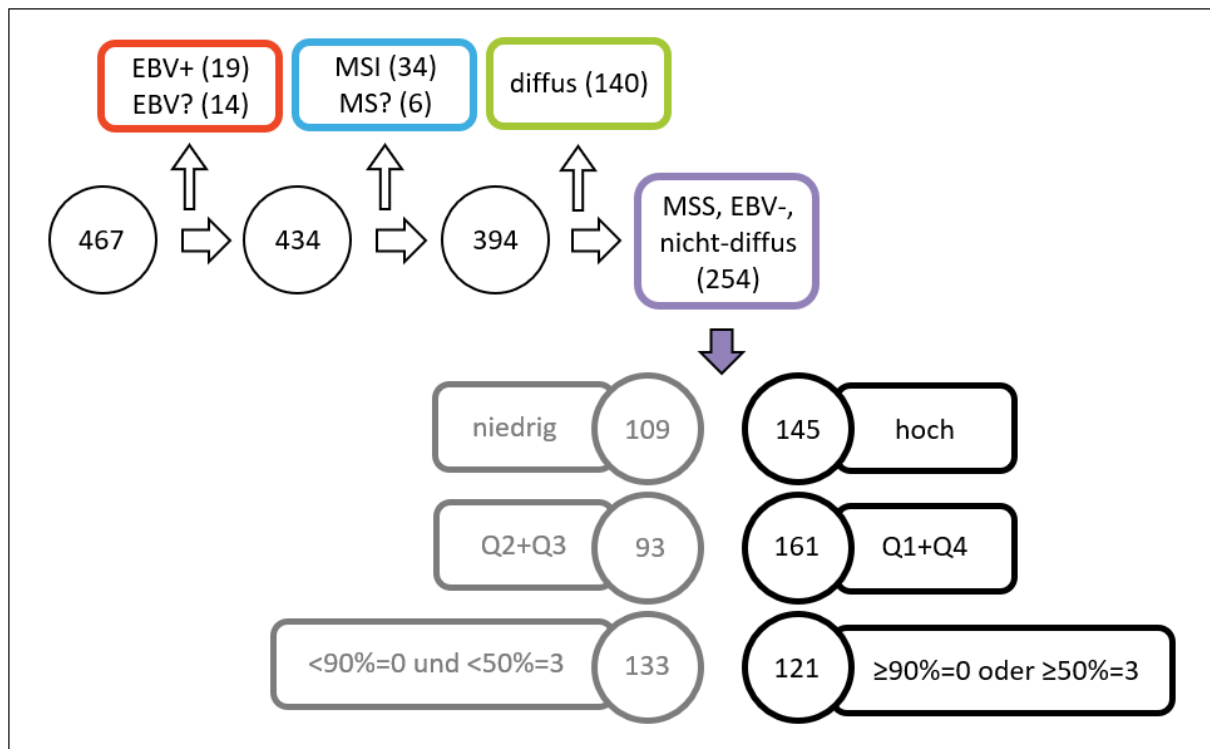 EBV+ (19)
EBV? (14)
MSI (34)
MS? (6)
diffus (140)
467
434
394
MSS, EBV-,
nicht-diffus
(254)
niedrig
109
145
hoch
Q2+Q3
93
161
Q1+Q4
<90%=0 und <50%=3
133
121
≥90%=0 oder ≥50%=3